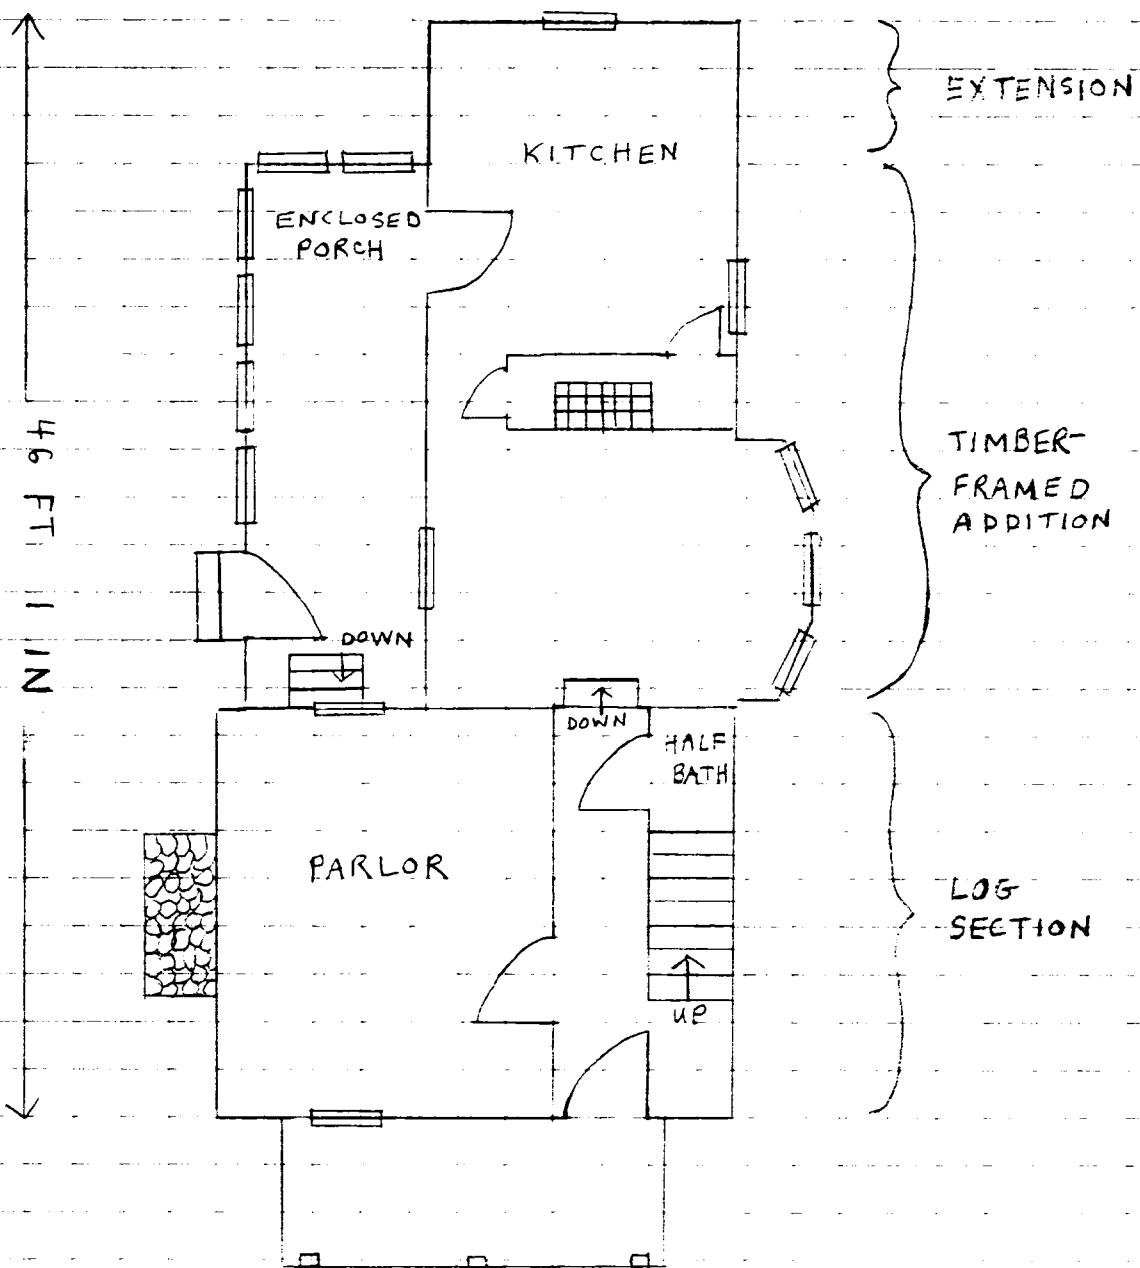 EXTENSION
KITCHEN
ENCLOSED
PORCH
46 FT 1 IN
TIMBER-
FRAMED
ADDITION
DOWN
DOWN
HALF
BATH
PARLOR
LOG
SECTION
UP